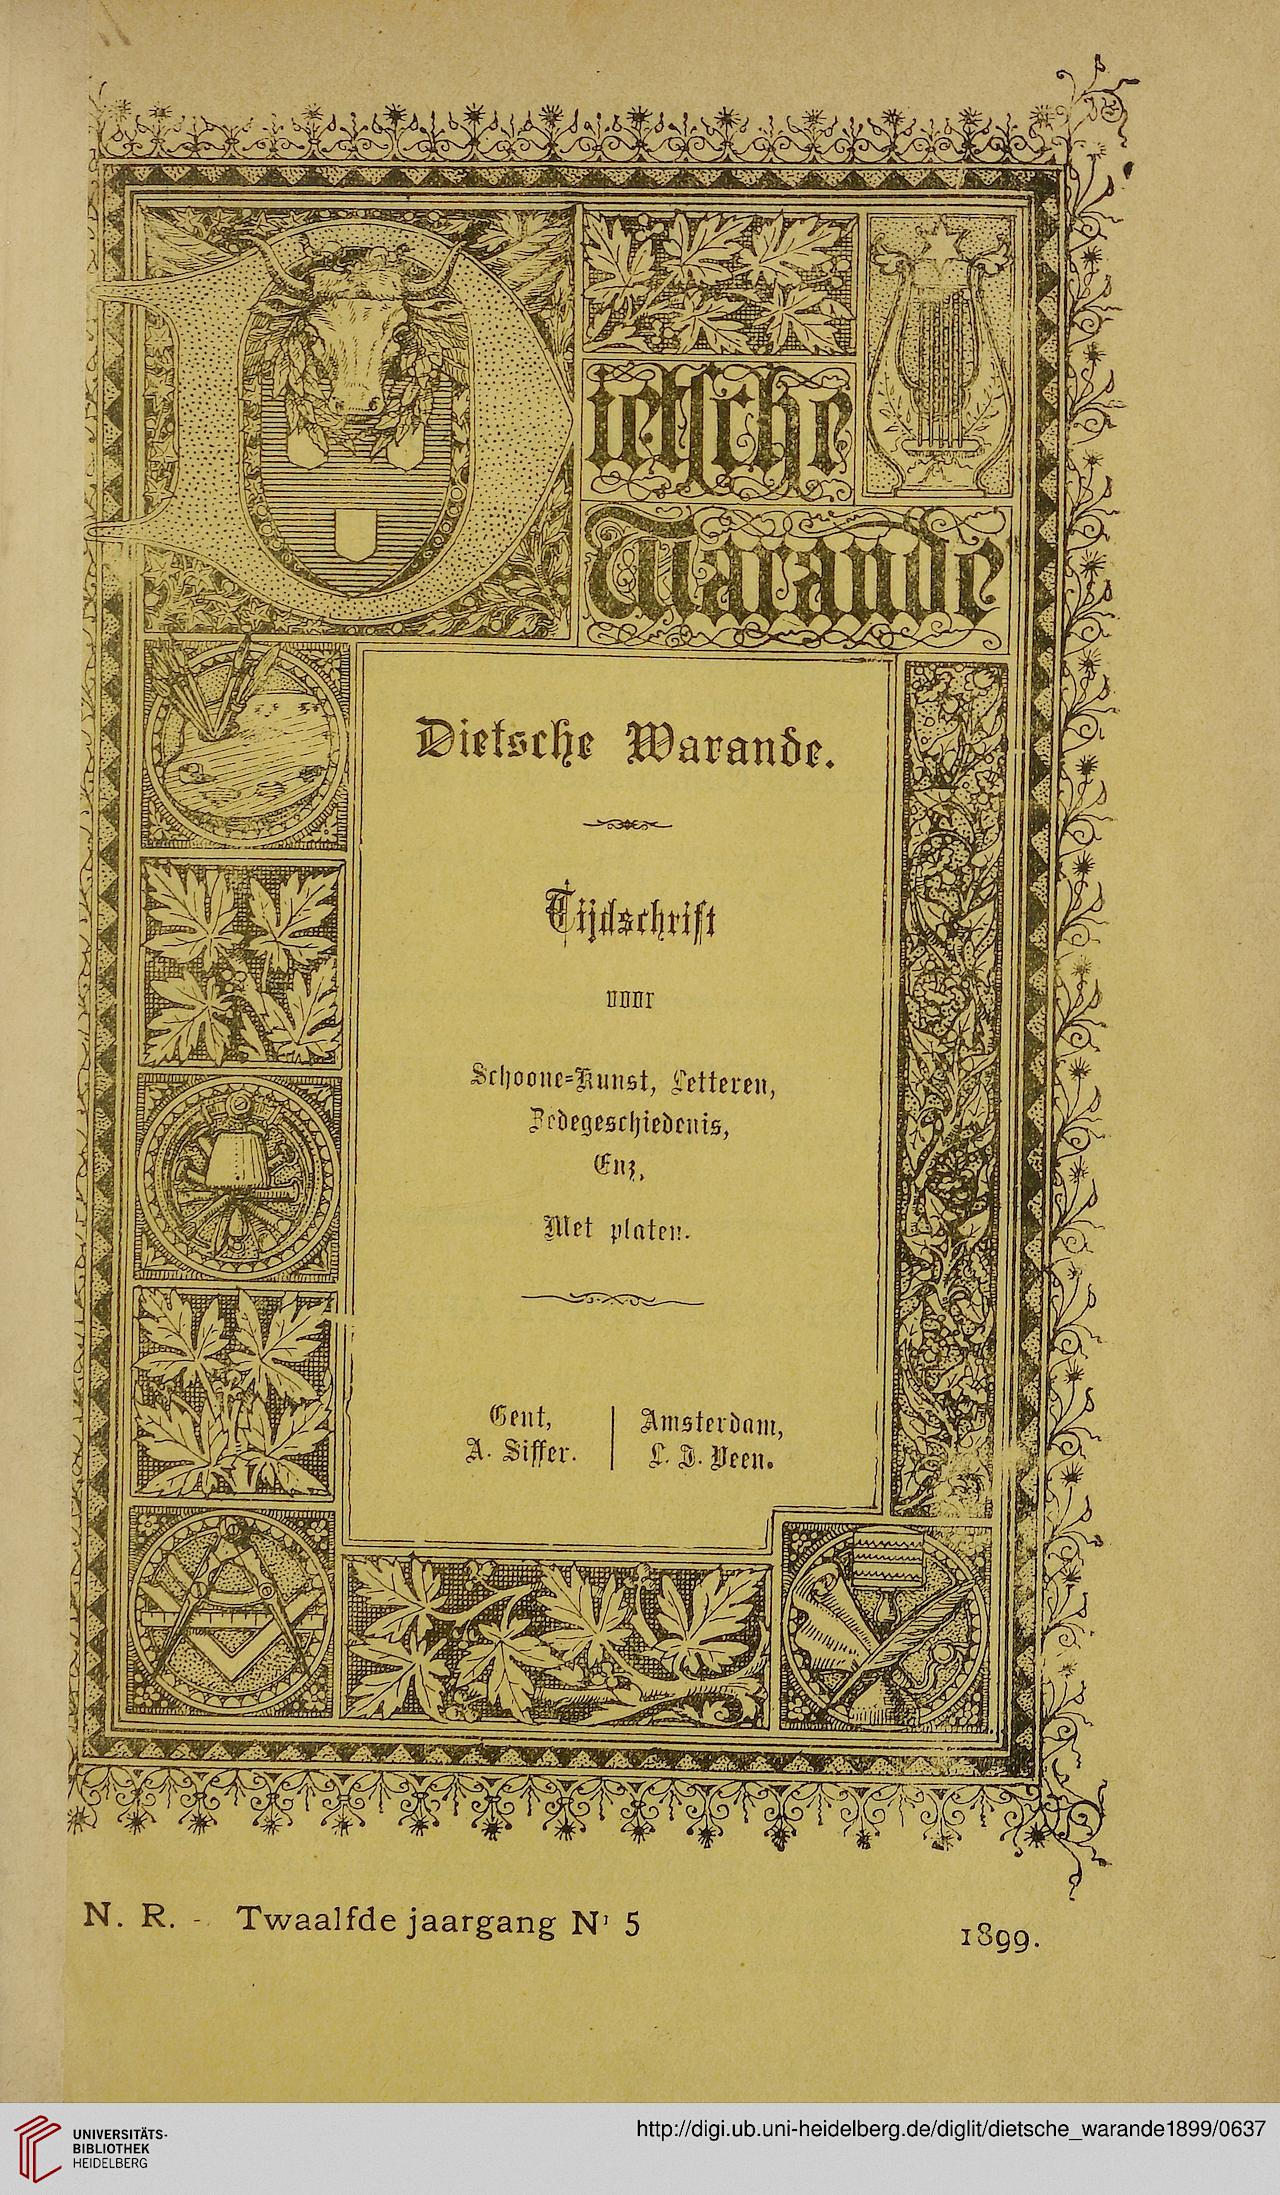 Dietsche
Warande
Dietsche Warande.
Tijdschrift
voor
Schoone=Kunst, Letteren,
Zedegeschiedenis,
Enz,
Met platen.
Gent,
A. Siffer.
Amsterdam,
L. J. Veen.
N. R. - Twaalfde jaargang Nʳ 5
1899.
UNIVERSITÄTS-
BIBLIOTHEK
HEIDELBERG
http://digi.ub.uni-heidelberg.de/diglit/dietsche_warande1899/0637